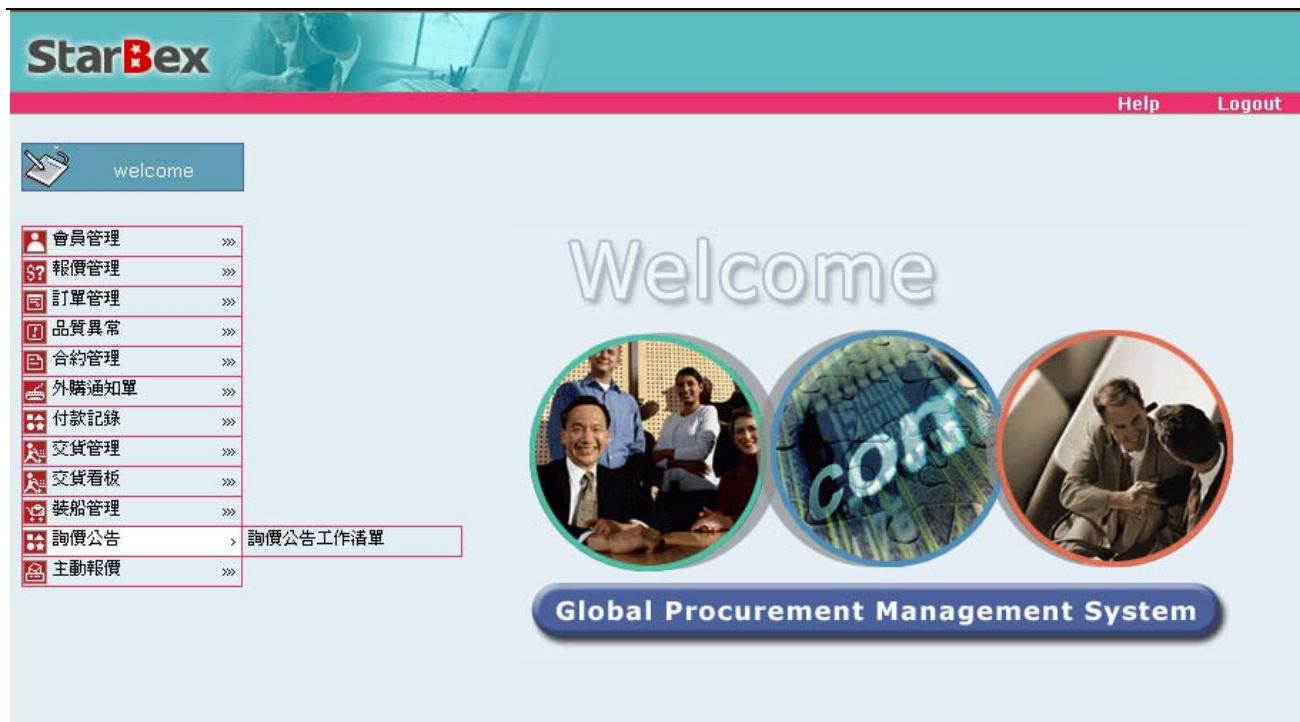 StarBex
Help Logout
welcome
會員管理 »»
報價管理 »»
訂單管理 »»
品質異常 »»
合約管理 »»
外購通知單 »»
付款記錄 »»
交貨管理 »»
交貨看板 »»
裝船管理 »»
詢價公告 › 詢價公告工作清單
主動報價 »»
Welcome
com
Global Procurement Management System